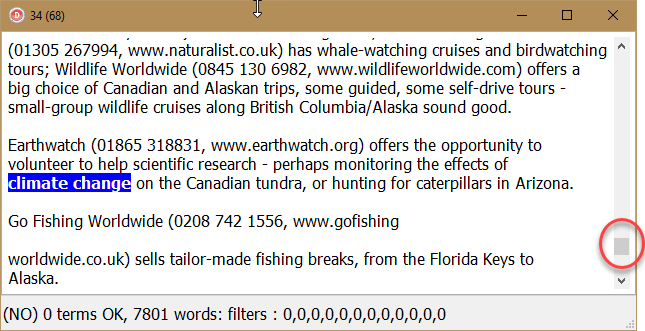 34 (68)
(01305 267994, www.naturalist.co.uk) has whale-watching cruises and birdwatching
tours; Wildlife Worldwide (0845 130 6982, www.wildlifeworldwide.com) offers a
big choice of Canadian and Alaskan trips, some guided, some self-drive tours -
small-group wildlife cruises along British Columbia/Alaska sound good.
Earthwatch (01865 318831, www.earthwatch.org) offers the opportunity to
volunteer to help scientific research - perhaps monitoring the effects of
climate change on the Canadian tundra, or hunting for caterpillars in Arizona.
Go Fishing Worldwide (0208 742 1556, www.gofishing
worldwide.co.uk) sells tailor-made fishing breaks, from the Florida Keys to
Alaska.
(NO) 0 terms OK, 7801 words: filters : 0,0,0,0,0,0,0,0,0,0,0,0